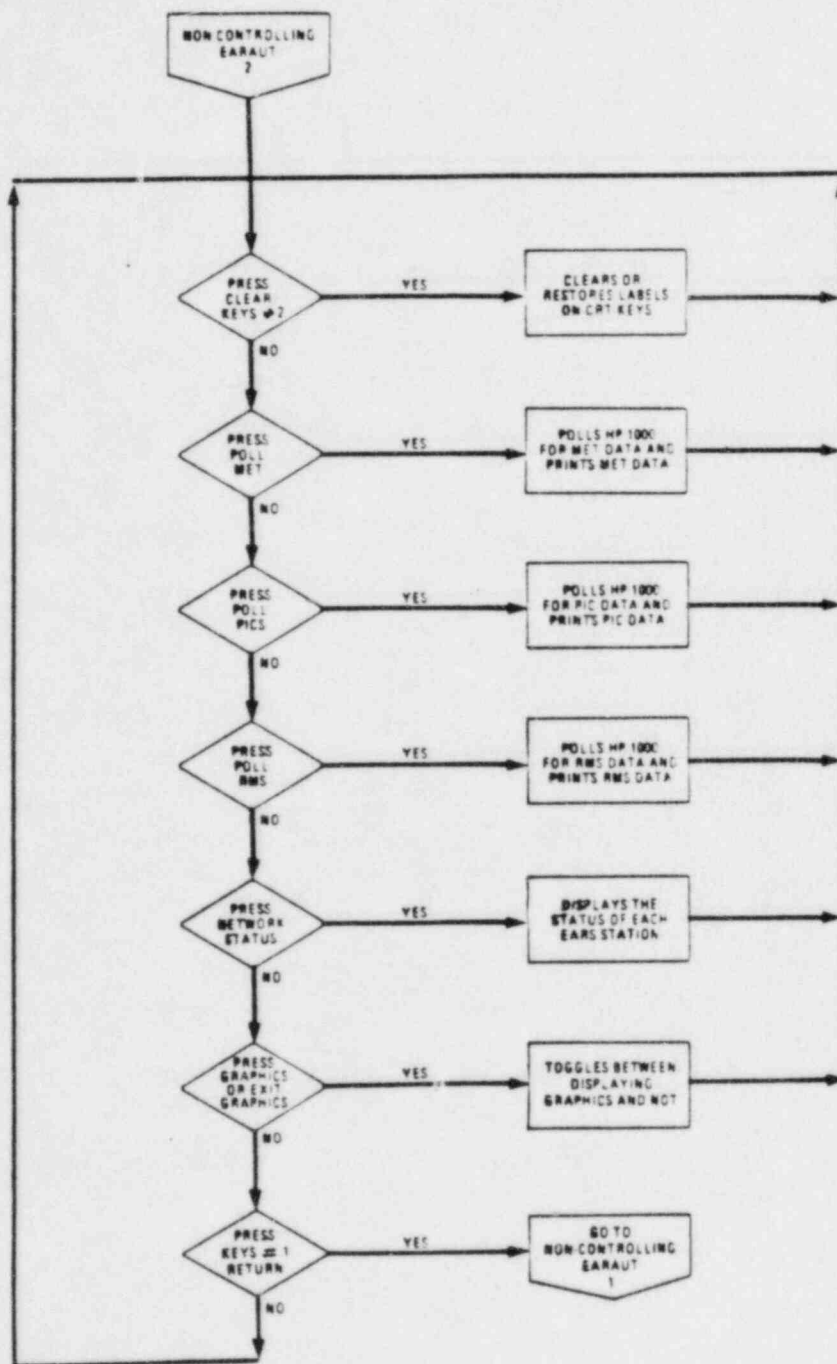 NON CONTROLLING
EARAUT
2
PRESS
CLEAR
KEYS # 2
YES
CLEARS OR
RESTORES LABELS
ON CRT KEYS
NO
PRESS
POLL
MET
YES
POLLS HP 1000
FOR MET DATA AND
PRINTS MET DATA
NO
PRESS
POLL
PICS
YES
POLLS HP 1000
FOR PIC DATA AND
PRINTS PIC DATA
NO
PRESS
POLL
RMS
YES
POLLS HP 1000
FOR RMS DATA AND
PRINTS RMS DATA
NO
PRESS
NETWORK
STATUS
YES
DISPLAYS THE
STATUS OF EACH
EARS STATION
NO
PRESS
GRAPHICS
OR EXIT
GRAPHICS
YES
TOGGLES BETWEEN
DISPLAYING
GRAPHICS AND NOT
NO
PRESS
KEYS # 1
RETURN
YES
GO TO
NON-CONTROLLING
EARAUT
1
NO